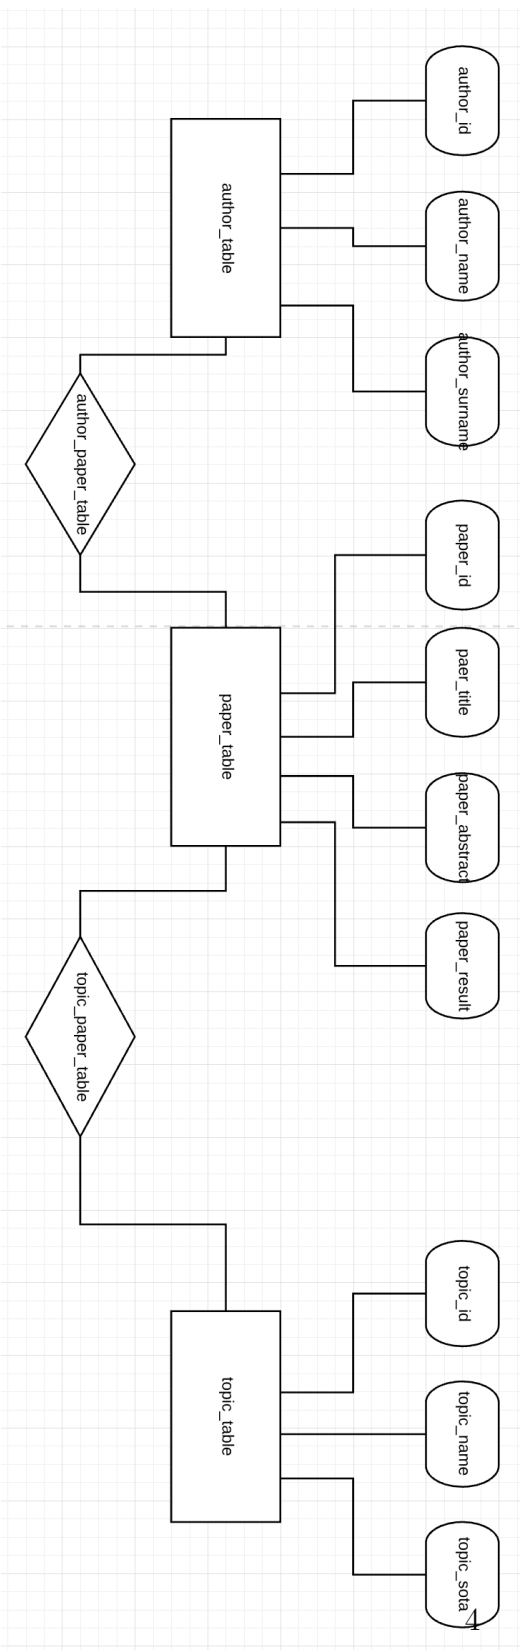 author_id
author_name
author_surname
paper_id
paer_title
paper_abstract
paper_result
topic_id
topic_name
topic_sota
author_table
paper_table
topic_table
author_paper_table
topic_paper_table
4